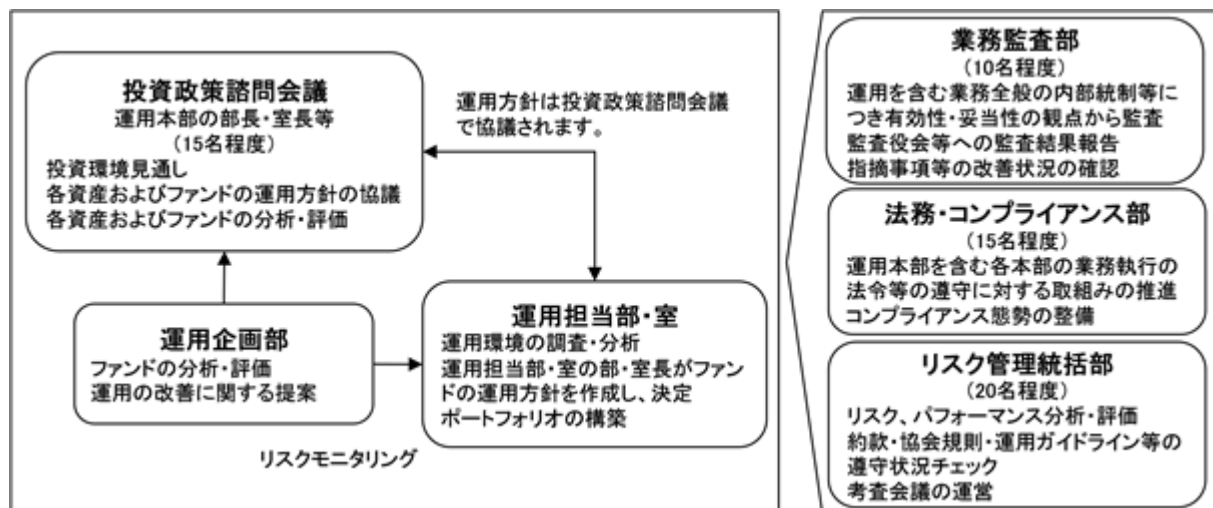 投資政策諮問会議
運用本部の部長・室長等
(15名程度)
投資環境見通し
各資産およびファンドの運用方針の協議
各資産およびファンドの分析・評価
運用方針は投資政策諮問会議
で協議されます。
運用企画部
ファンドの分析・評価
運用の改善に関する提案
運用担当部・室
運用環境の調査・分析
運用担当部・室の部・室長がファン
ドの運用方針を作成し、決定
ポートフォリオの構築
リスクモニタリング
業務監査部
(10名程度)
運用を含む業務全般の内部統制等に
つき有効性・妥当性の観点から監査
監査役会等への監査結果報告
指摘事項等の改善状況の確認
法務・コンプライアンス部
(15名程度)
運用本部を含む各本部の業務執行の
法令等の遵守に対する取組みの推進
コンプライアンス態勢の整備
リスク管理統括部
(20名程度)
リスク、パフォーマンス分析・評価
約款・協会規則・運用ガイドライン等の
遵守状況チェック
考査会議の運営